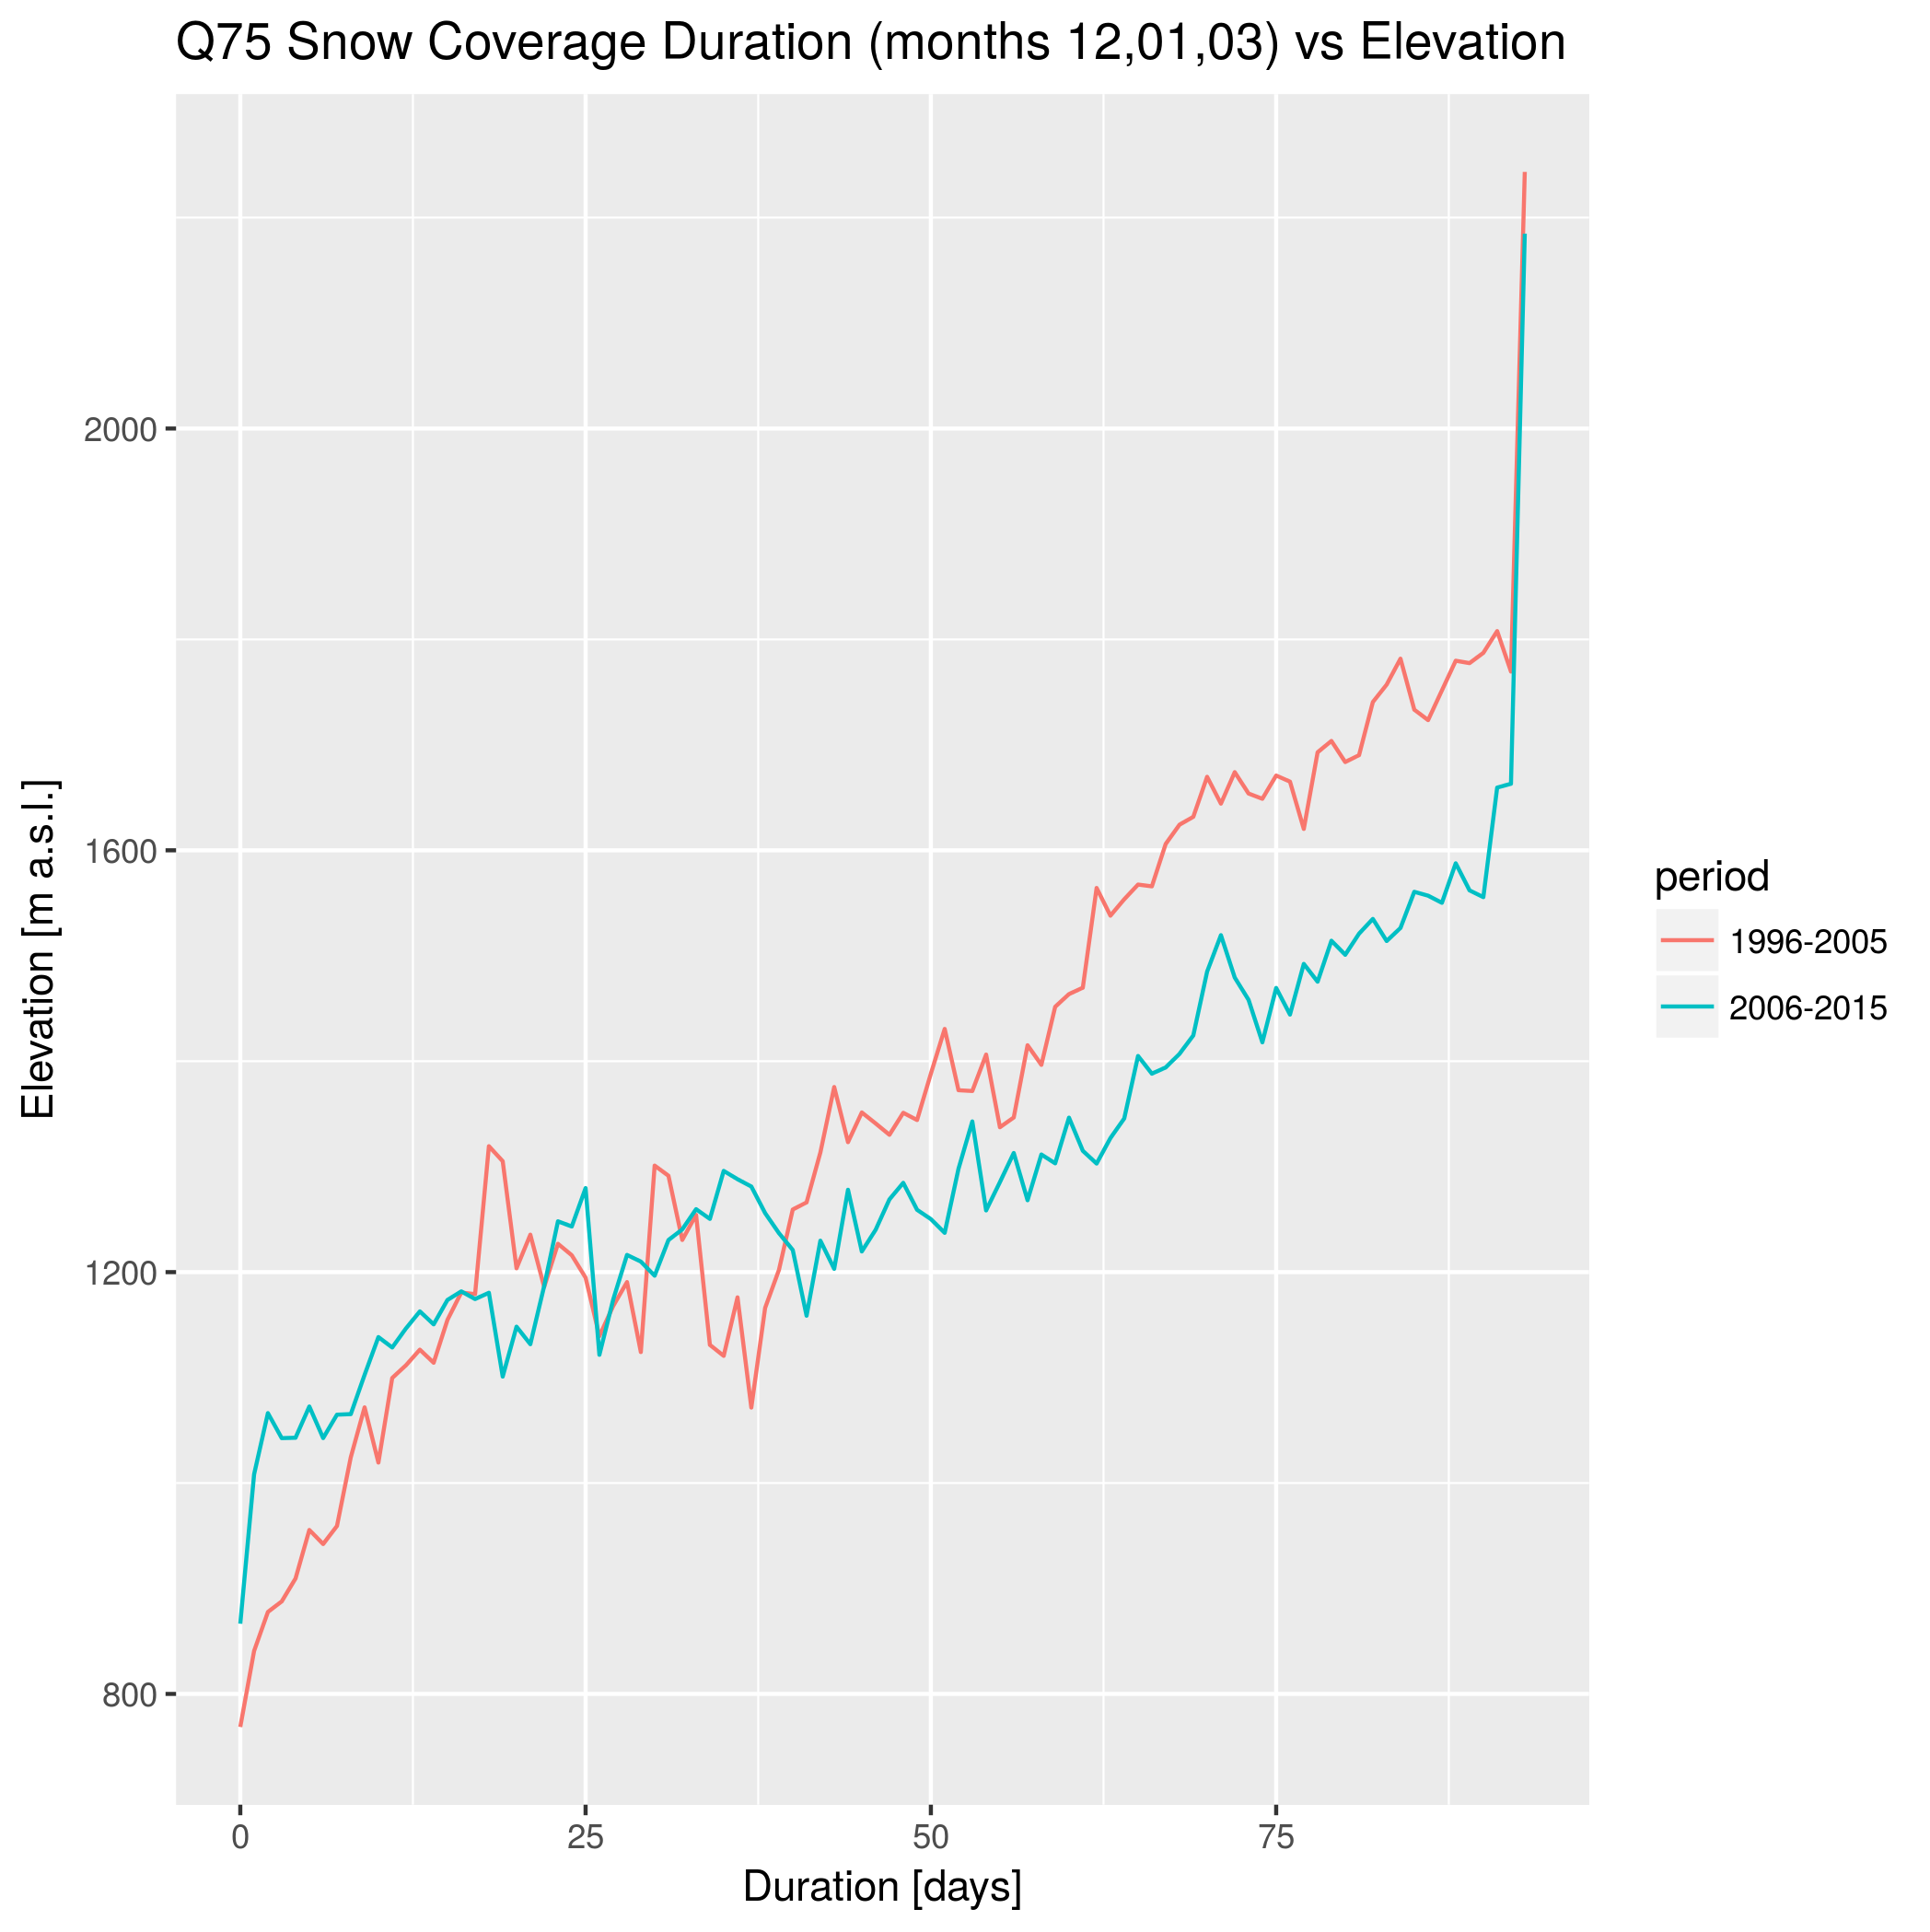 Q75 Snow Coverage Duration (months 12,01,03) vs Elevation
Elevation [m a.s.l.]
2000
1600
1200
800
0 25 50 75
Duration [days]
period
1996-2005
2006-2015